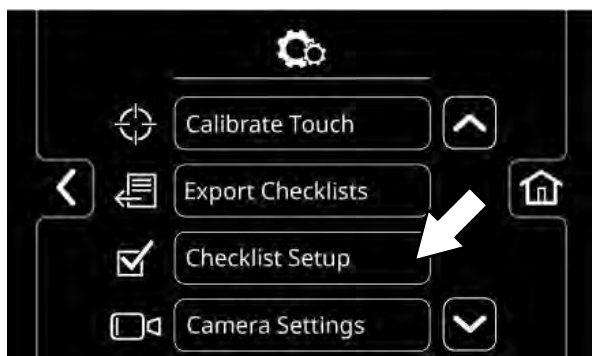 Calibrate Touch
Export Checklists
Checklist Setup
Camera Settings